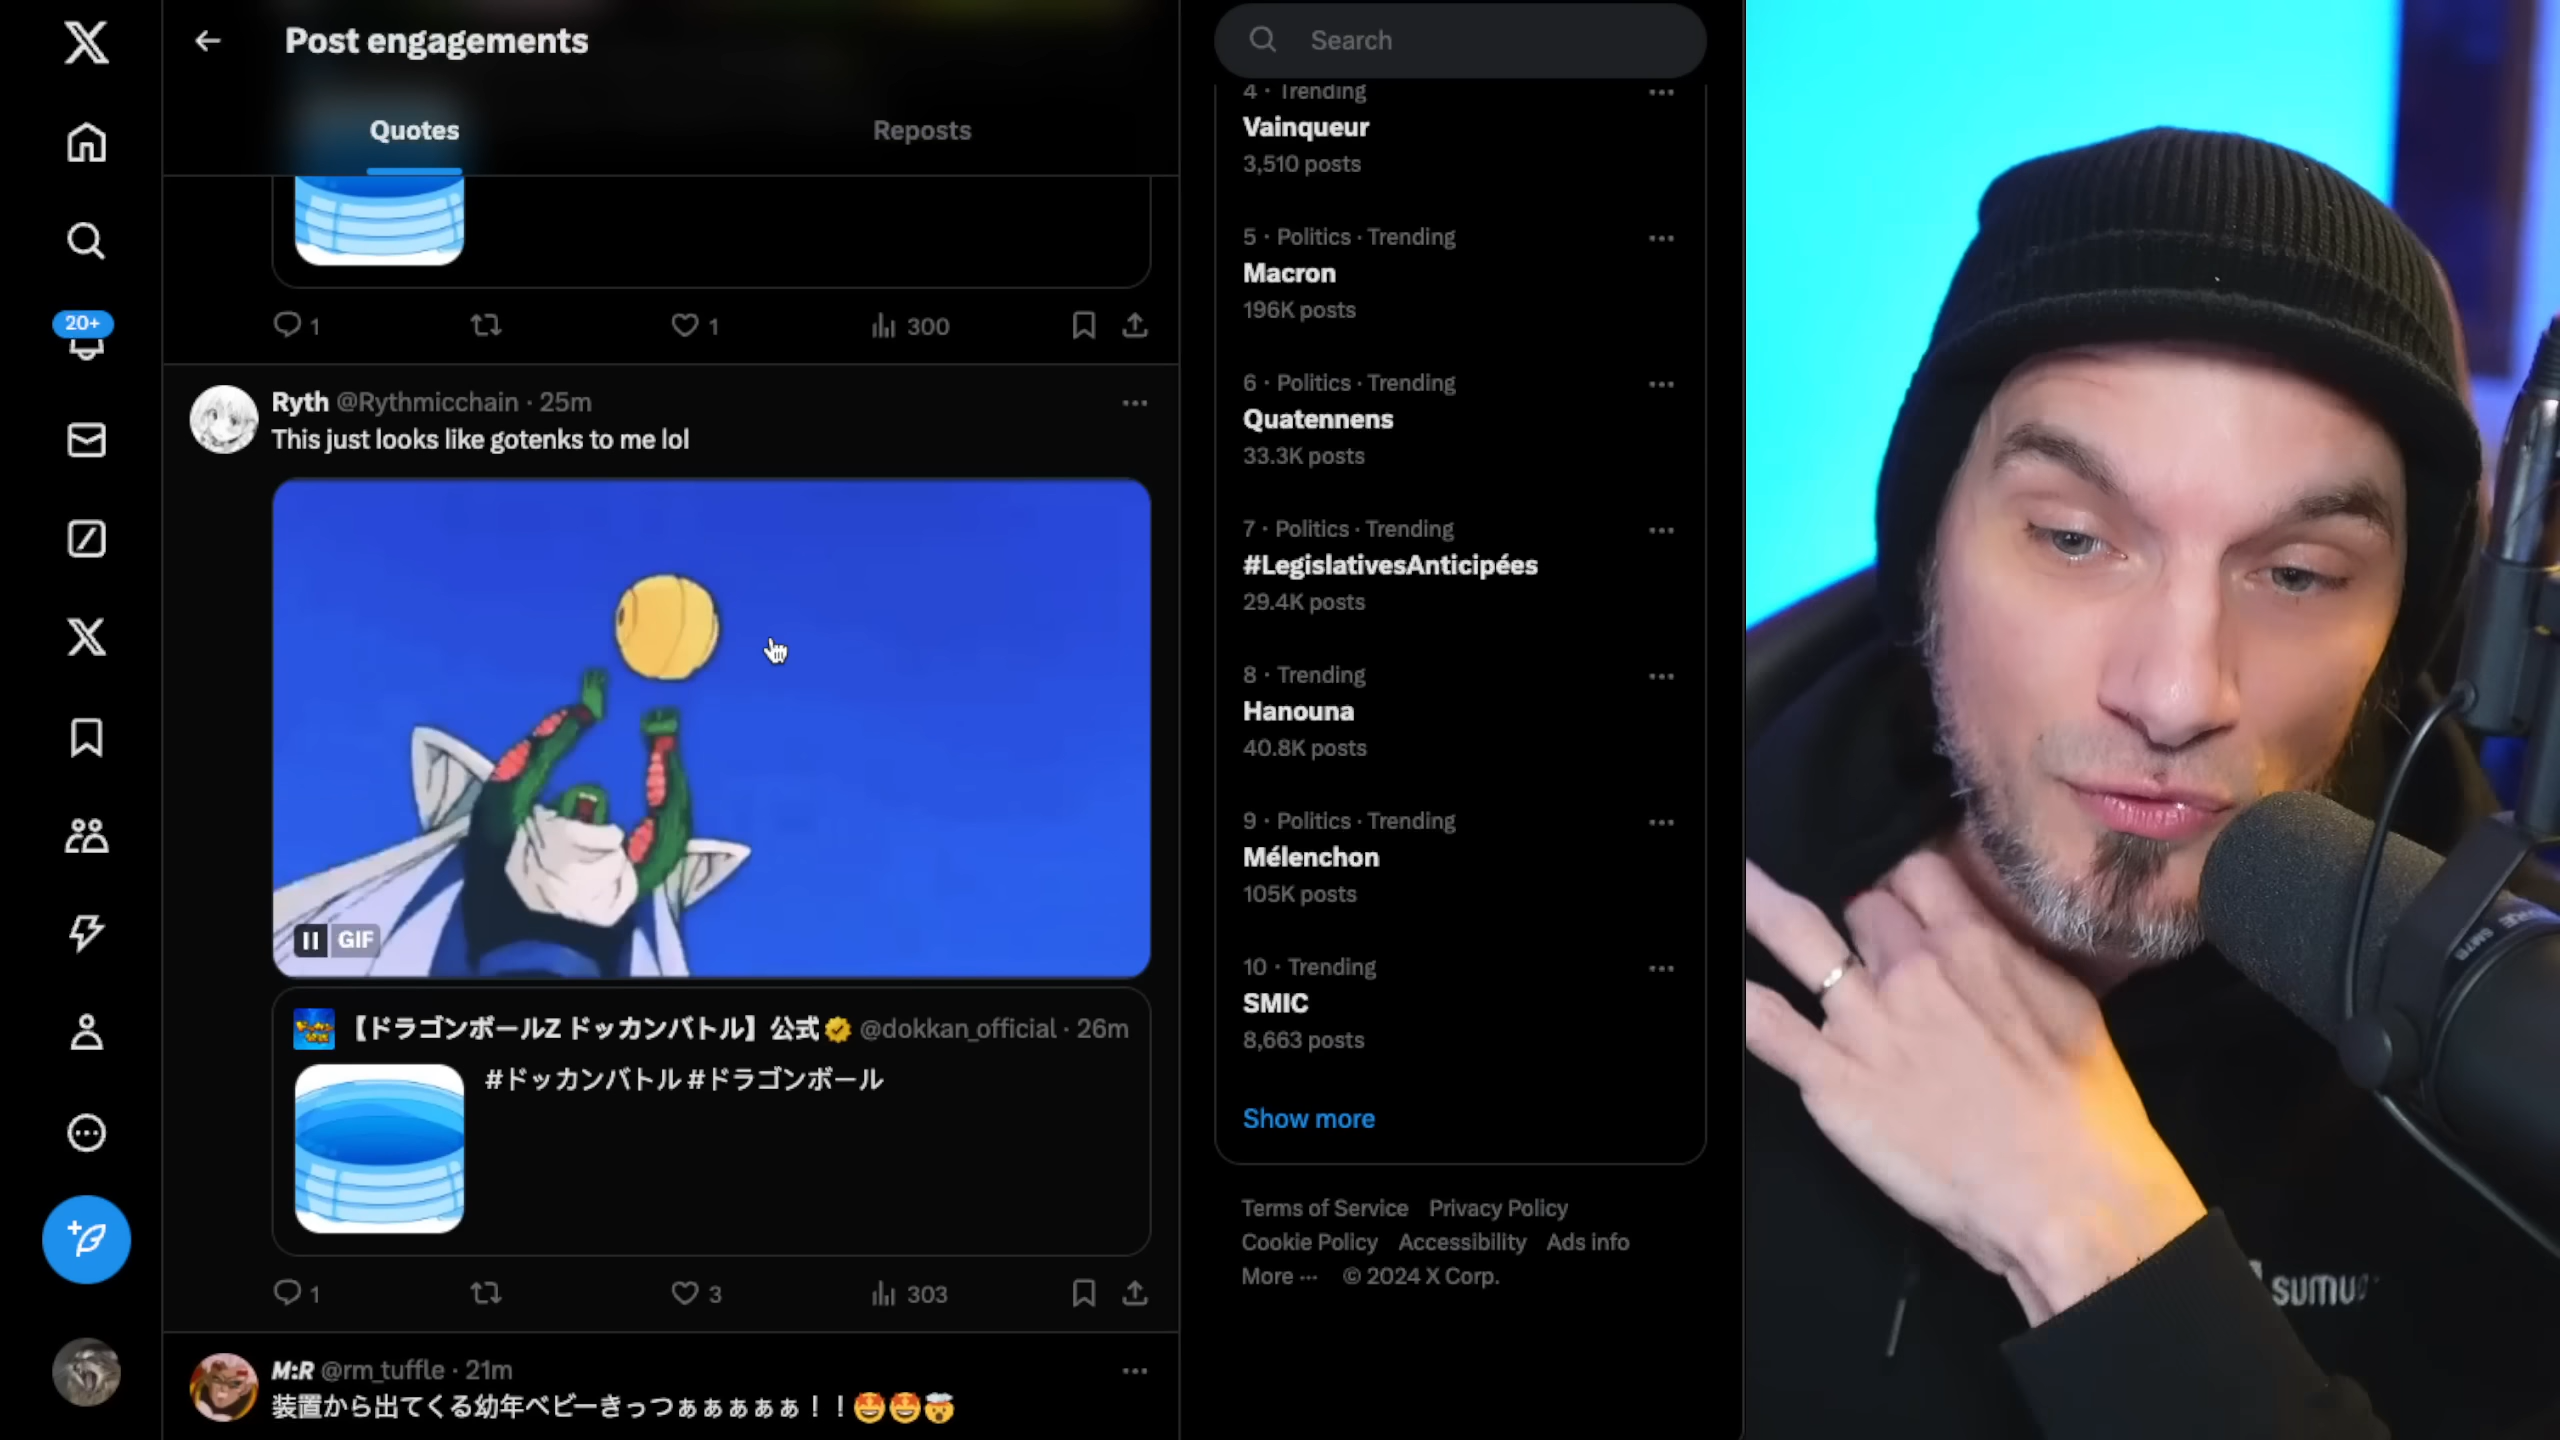 Post engagements
Quotes
Reposts
1
1
300
20+
Ryth @Rythmicchain · 25m
This just looks like gotenks to me lol
GIF
【ドラゴンボールZ ドッカンバトル】公式 @dokkan_official · 26m
#ドッカンバトル #ドラゴンボール
1
3
303
M:R @rm_tuffle · 21m
装置から出てくる幼年ベビーきっつぁぁぁぁぁ！！🤩🤩🤯
Search
4 · Trending
Vainqueur
3,510 posts
5 · Politics · Trending
Macron
196K posts
6 · Politics · Trending
Quatennens
33.3K posts
7 · Politics · Trending
#LegislativesAnticipées
29.4K posts
8 · Trending
Hanouna
40.8K posts
9 · Politics · Trending
Mélenchon
105K posts
10 · Trending
SMIC
8,663 posts
Show more
Terms of Service Privacy Policy
Cookie Policy Accessibility Ads info
More ··· © 2024 X Corp.